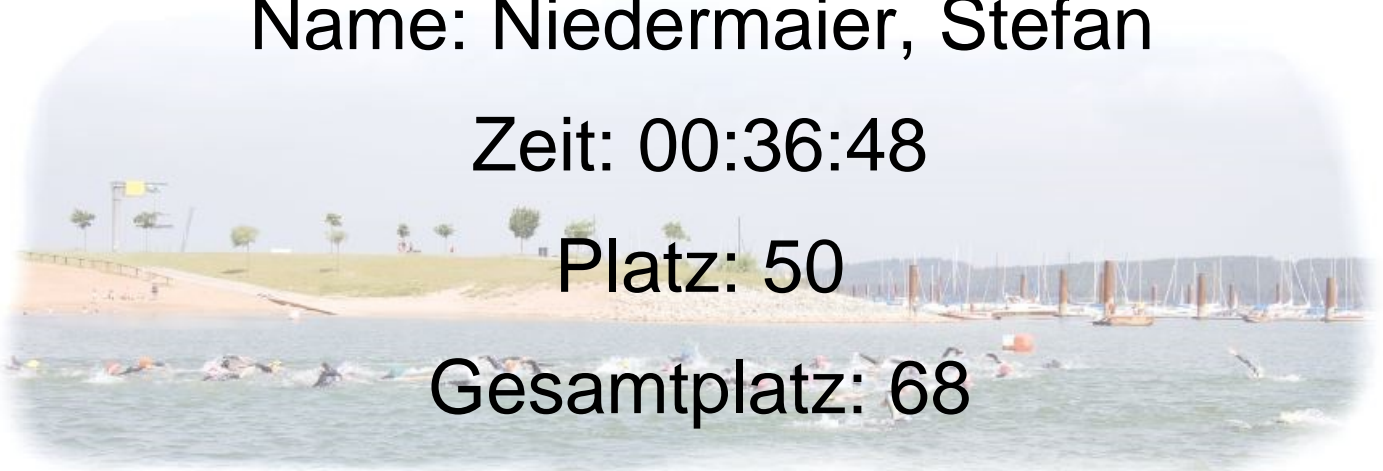 Name: Niedermaier, Stefan
Zeit: 00:36:48
Platz: 50
Gesamtplatz: 68